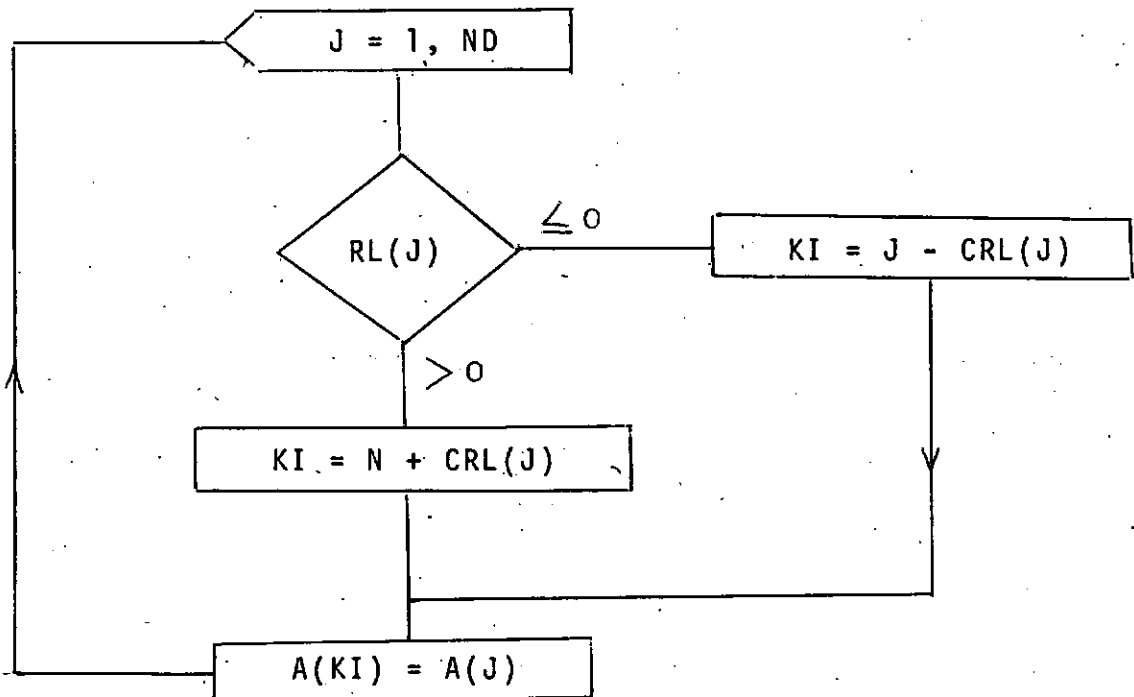 J = 1, ND
RL(J)
≤ 0
KI = J - CRL(J)
> 0
KI = N + CRL(J)
A(KI) = A(J)